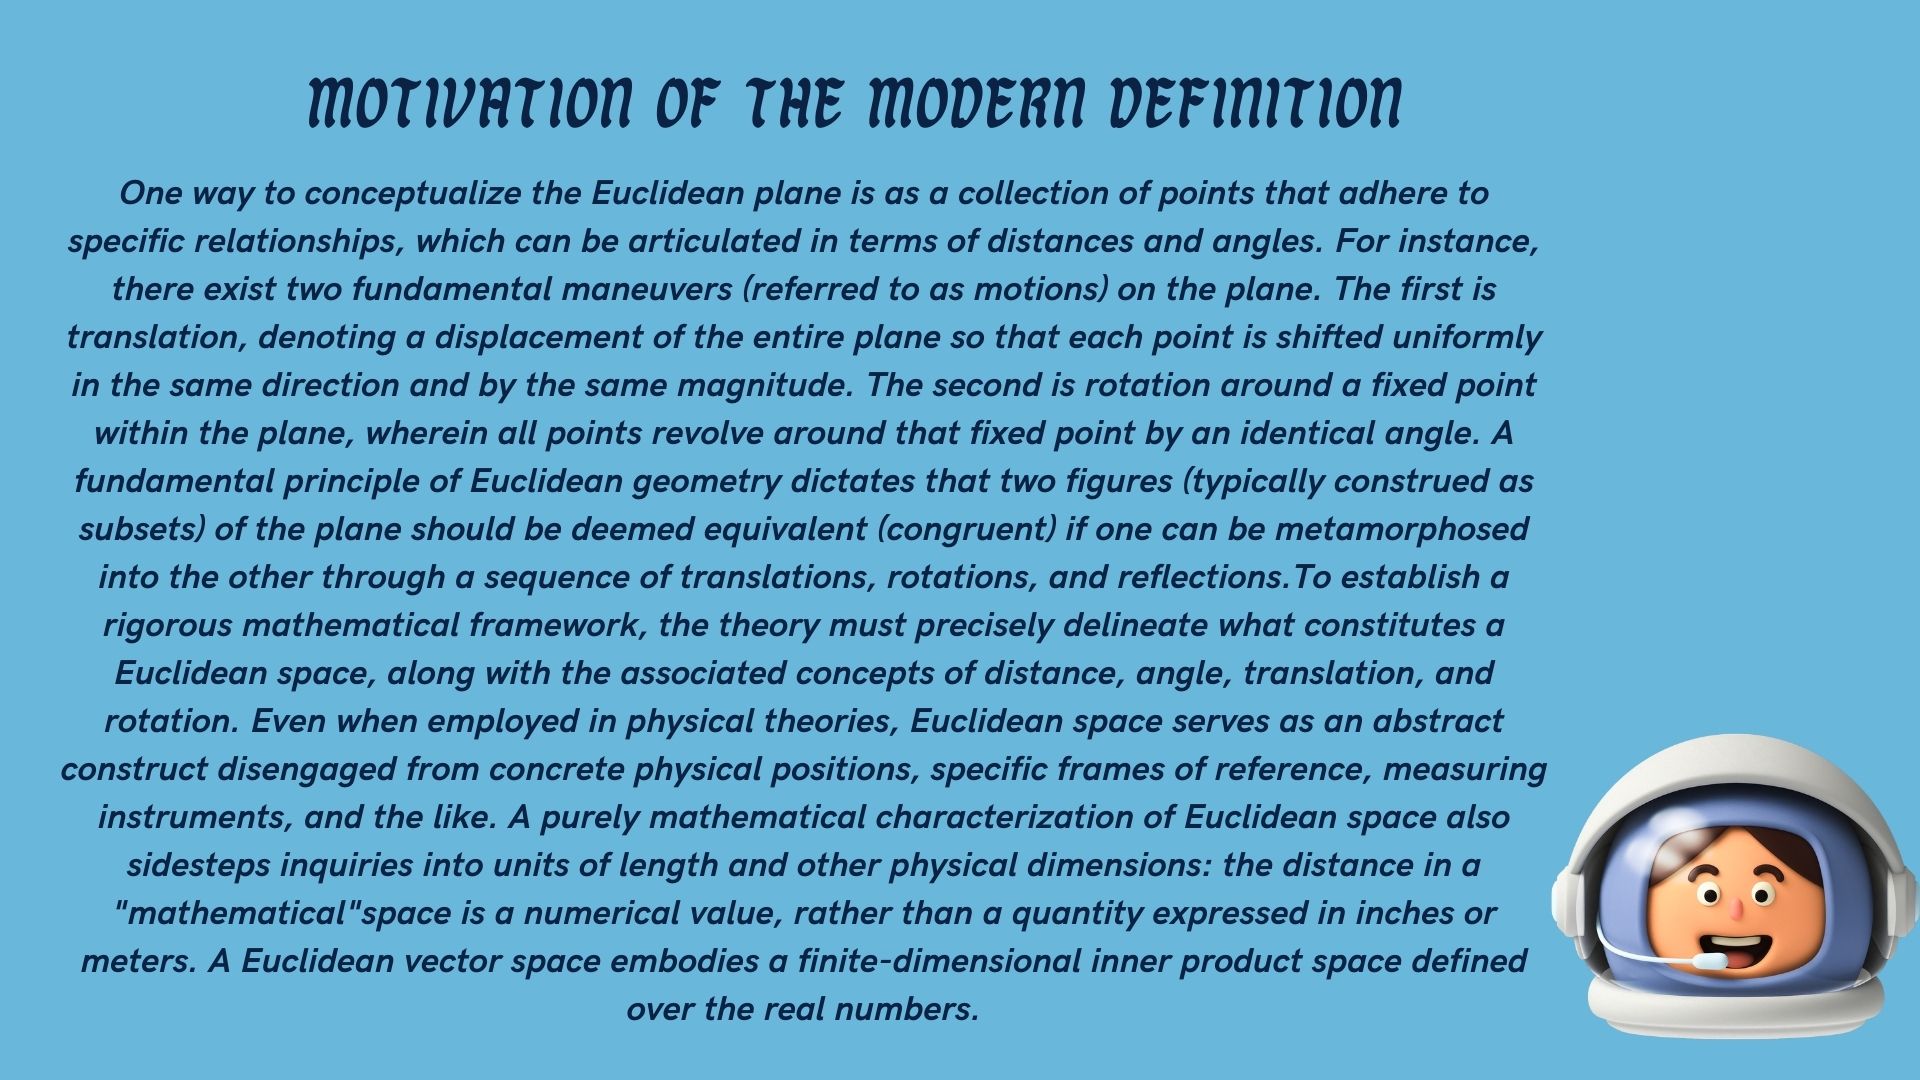 MOTIVATION OF THE MODERN DEFINITION
One way to conceptualize the Euclidean plane is as a collection of points that adhere to
specific relationships, which can be articulated in terms of distances and angles. For instance,
there exist two fundamental maneuvers (referred to as motions) on the plane. The first is
translation, denoting a displacement of the entire plane so that each point is shifted uniformly
in the same direction and by the same magnitude. The second is rotation around a fixed point
within the plane, wherein all points revolve around that fixed point by an identical angle. A
fundamental principle of Euclidean geometry dictates that two figures (typically construed as
subsets) of the plane should be deemed equivalent (congruent) if one can be metamorphosed
into the other through a sequence of translations, rotations, and reflections.To establish a
rigorous mathematical framework, the theory must precisely delineate what constitutes a
Euclidean space, along with the associated concepts of distance, angle, translation, and
rotation. Even when employed in physical theories, Euclidean space serves as an abstract
construct disengaged from concrete physical positions, specific frames of reference, measuring
instruments, and the like. A purely mathematical characterization of Euclidean space also
sidesteps inquiries into units of length and other physical dimensions: the distance in a
"mathematical"space is a numerical value, rather than a quantity expressed in inches or
meters. A Euclidean vector space embodies a finite-dimensional inner product space defined
over the real numbers.